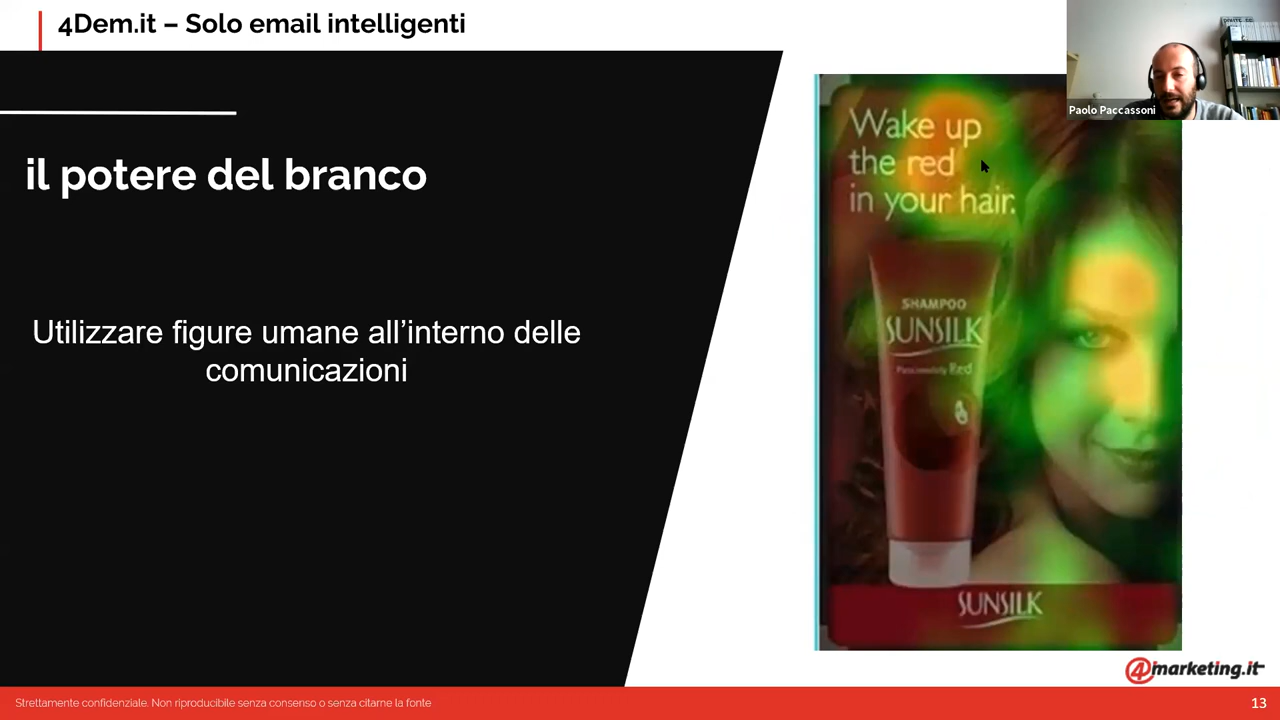 4Dem.it – Solo email intelligenti
Paolo Paccassoni
il potere del branco
Utilizzare figure umane all’interno delle
comunicazioni
Wake up
the red
in your hair.
SHAMPOO
SUNSILK
Red
SUNSILK
4marketing.it
Strettamente confidenziale. Non riproducibile senza consenso o senza citarne la fonte
13